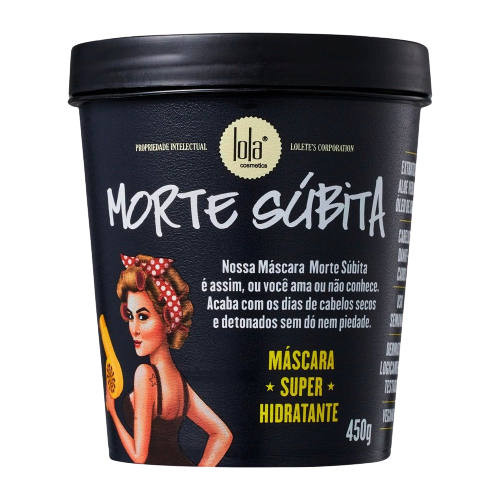 PROPRIEDADE INTELECTUAL
lola®
cosmetics
LOLETE'S CORPORATION
MORTE SÚBITA
Nossa Máscara Morte Súbita
é assim, ou você ama ou não conhece.
Acaba com os dias de cabelos secos
e detonados sem dó nem piedade.
MÁSCARA
★ SUPER ★
HIDRATANTE
450g